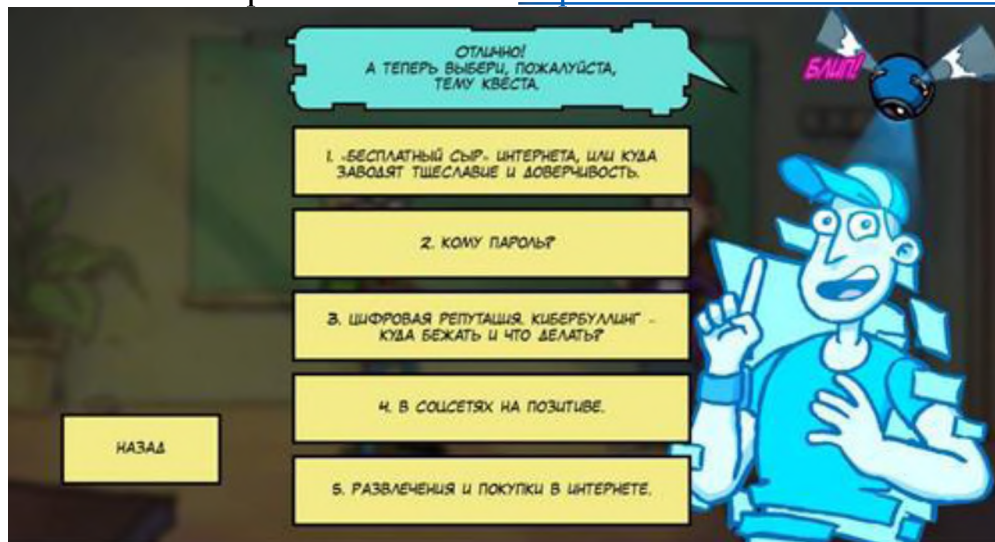 ОТЛИЧНО!
А ТЕПЕРЬ ВЫБЕРИ, ПОЖАЛУЙСТА,
ТЕМУ КВЕСТА.
БЛИП!
1. «БЕСПЛАТНЫЙ СЫР» ИНТЕРНЕТА, ИЛИ КУДА
ЗАВОДЯТ ТЩЕСЛАВИЕ И ДОВЕРЧИВОСТЬ.
2. КОМУ ПАРОЛЬ?
3. ЦИФРОВАЯ РЕПУТАЦИЯ. КИБЕРБУЛЛИНГ -
КУДА БЕЖАТЬ И ЧТО ДЕЛАТЬ?
4. В СОЦСЕТЯХ НА ПОЗИТИВЕ.
НАЗАД
5. РАЗВЛЕЧЕНИЯ И ПОКУПКИ В ИНТЕРНЕТЕ.